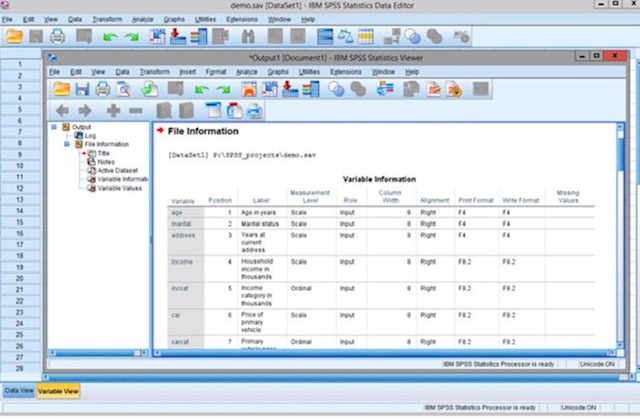 demo.sav [DataSet1] - IBM SPSS Statistics Data Editor
File Edit View Data Transform Analyze Graphs Utilities Extensions Window Help
*Output1 [Document1] - IBM SPSS Statistics Viewer
File Edit View Data Transform Insert Format Analyze Graphs Utilities Extensions Window Help
1
2
3
4
5
6
7
8
9
10
11
12
13
14
15
16
17
18
19
20
21
22
23
24
25
26
27
28
Output
Log
File Information
Title
Notes
Active Dataset
Variable Informati
Variable Values
File Information
[DataSet1] P:\SPSS_projects\demo.sav
Variable Information
Variable Position Label Measurement Level Role Column Width Alignment Print Format Write Format Missing Values
age 1 Age in years Scale Input 8 Right F4 F4
marital 2 Marital status Scale Input 8 Right F4 F4
address 3 Years at current address Scale Input 8 Right F4 F4
income 4 Household income in thousands Scale Input 8 Right F8.2 F8.2
inccat 5 Income category in thousands Ordinal Input 8 Right F8.2 F8.2
car 6 Price of primary vehicle Scale Input 8 Right F8.2 F8.2
carcat 7 Primary Ordinal Input 8 Right F8.2 F8.2
IBM SPSS Statistics Processor is ready Unicode:ON
Data View Variable View
IBM SPSS Statistics Processor is ready Unicode:ON